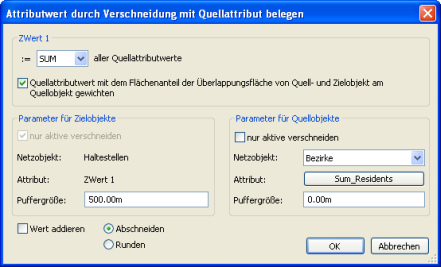 Attributwert durch Verschneidung mit Quellattribut belegen
ZWert 1
:= SUM aller Quellattributwerte
Quellattributwert mit dem Flächenanteil der Überlappungsfläche von Quell- und Zielobjekt am
Quellobjekt gewichten
Parameter für Zielobjekte
nur aktive verschneiden
Netzobjekt: Haltestellen
Attribut: ZWert 1
Puffergröße: 500.00m
Parameter für Quellobjekte
nur aktive verschneiden
Netzobjekt: Bezirke
Attribut: Sum_Residents
Puffergröße: 0.00m
Wert addieren
Abschneiden
Runden
OK
Abbrechen